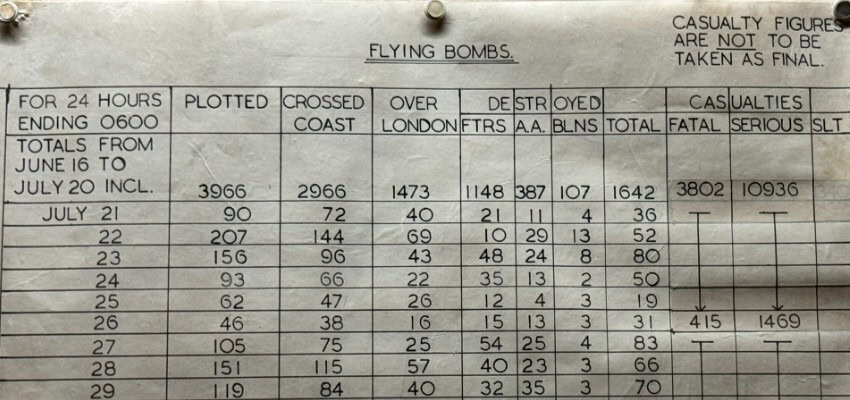 CASUALTY FIGURES
ARE NOT TO BE
TAKEN AS FINAL.
FLYING BOMBS.
FOR 24 HOURS ENDING 0600 PLOTTED CROSSED COAST OVER LONDON DESTROYED FTRS A.A. BLNS TOTAL CASUALTIES FATAL SERIOUS SLT
TOTALS FROM
JUNE 16 TO
JULY 20 INCL. 3966 2966 1473 1148 387 107 1642 3802 10936
JULY 21 90 72 40 21 11 4 36
22 207 144 69 10 29 13 52
23 156 96 43 48 24 8 80
24 93 66 22 35 13 2 50
25 62 47 26 12 4 3 19
26 46 38 16 15 13 3 31 415 1469
27 105 75 25 54 25 4 83
28 151 115 57 40 23 3 66
29 119 84 40 32 35 3 70